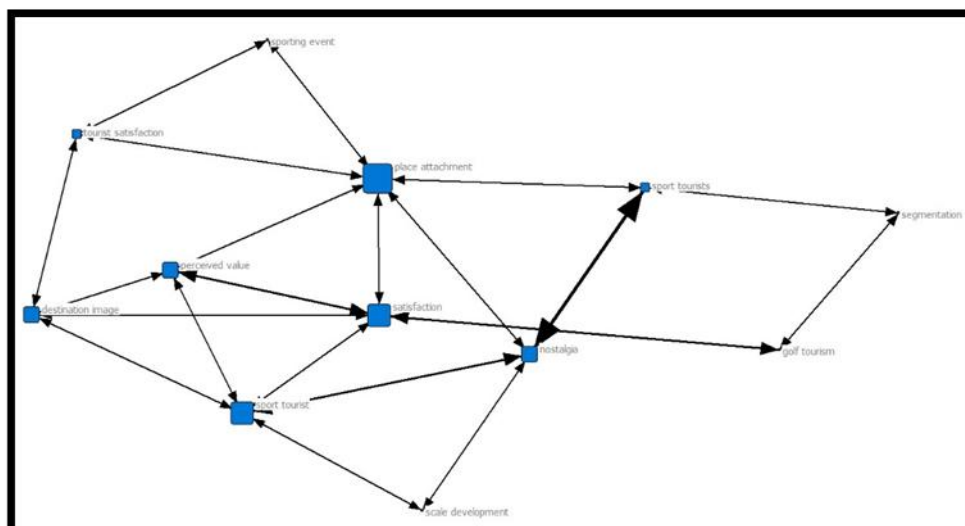 sporting event
tourist satisfaction
place attachment
sport tourists
segmentation
perceived value
destination image
satisfaction
nostalgia
golf tourism
sport tourist
scale development